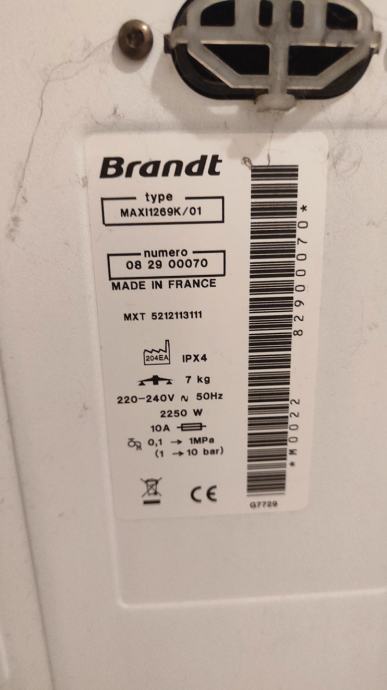 Brandt
type
MAXI1269K/01
numero
08 29 00070
MADE IN FRANCE
MXT 5212113111
204EA IPX4
7 kg
220-240V ∿ 50Hz
2250 W
10A
0,1 → 1MPa
(1 → 10 bar)
CE
*M0022 82900070*
G7729